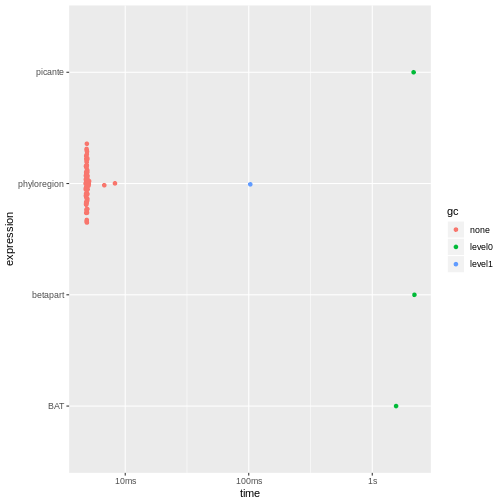 picante
phyloregion
betapart
BAT
expression
10ms
100ms
1s
time
gc
none
level0
level1